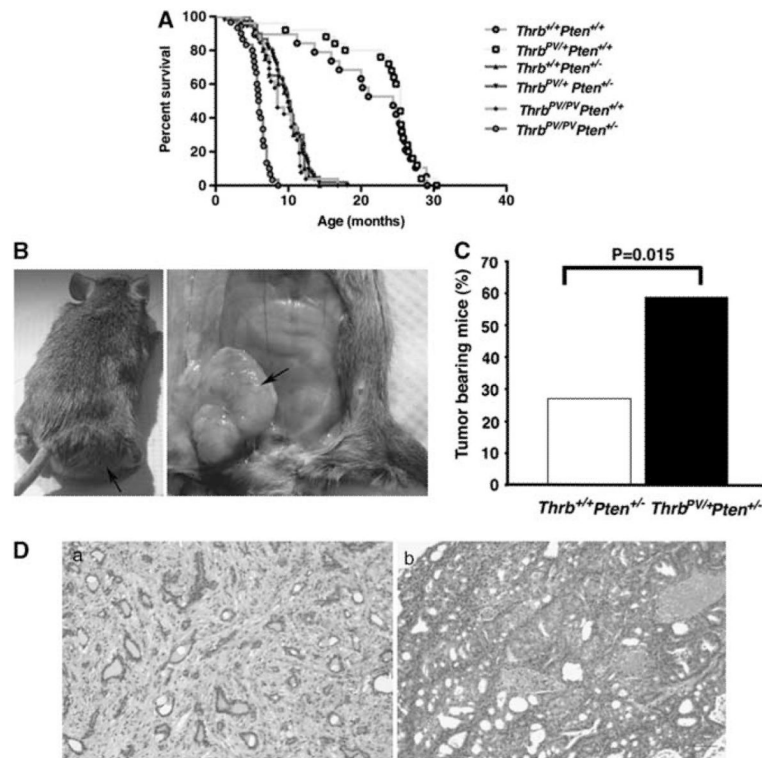 A
Percent survival
100
80
60
40
20
0
0 10 20 30 40
Age (months)
Thrb+/+Pten+/+
ThrbPV/+Pten+/+
Thrb+/+Pten+/-
ThrbPV/+ Pten+/-
ThrbPV/PV Pten+/+
ThrbPV/PVPten+/-
B
C
P=0.015
Tumor bearing mice (%)
70
60
50
40
30
20
10
0
Thrb+/+Pten+/- ThrbPV/+Pten+/-
D
a
b